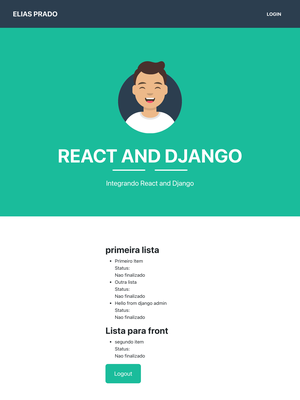 ELIAS PRADO
LOGIN
REACT AND DJANGO
Integrando React and Django
primeira lista
Primeiro item
Status:
Nao finalizado
Outra lista
Status:
Nao finalizado
Hello from django admin
Status:
Nao finalizado
Lista para front
segundo item
Status:
Nao finalizado
Logout